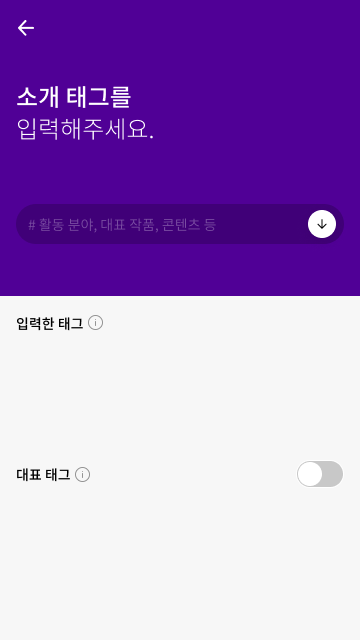 소개 태그를
입력해주세요.
# 활동 분야, 대표 작품, 콘텐츠 등
입력한 태그
대표 태그